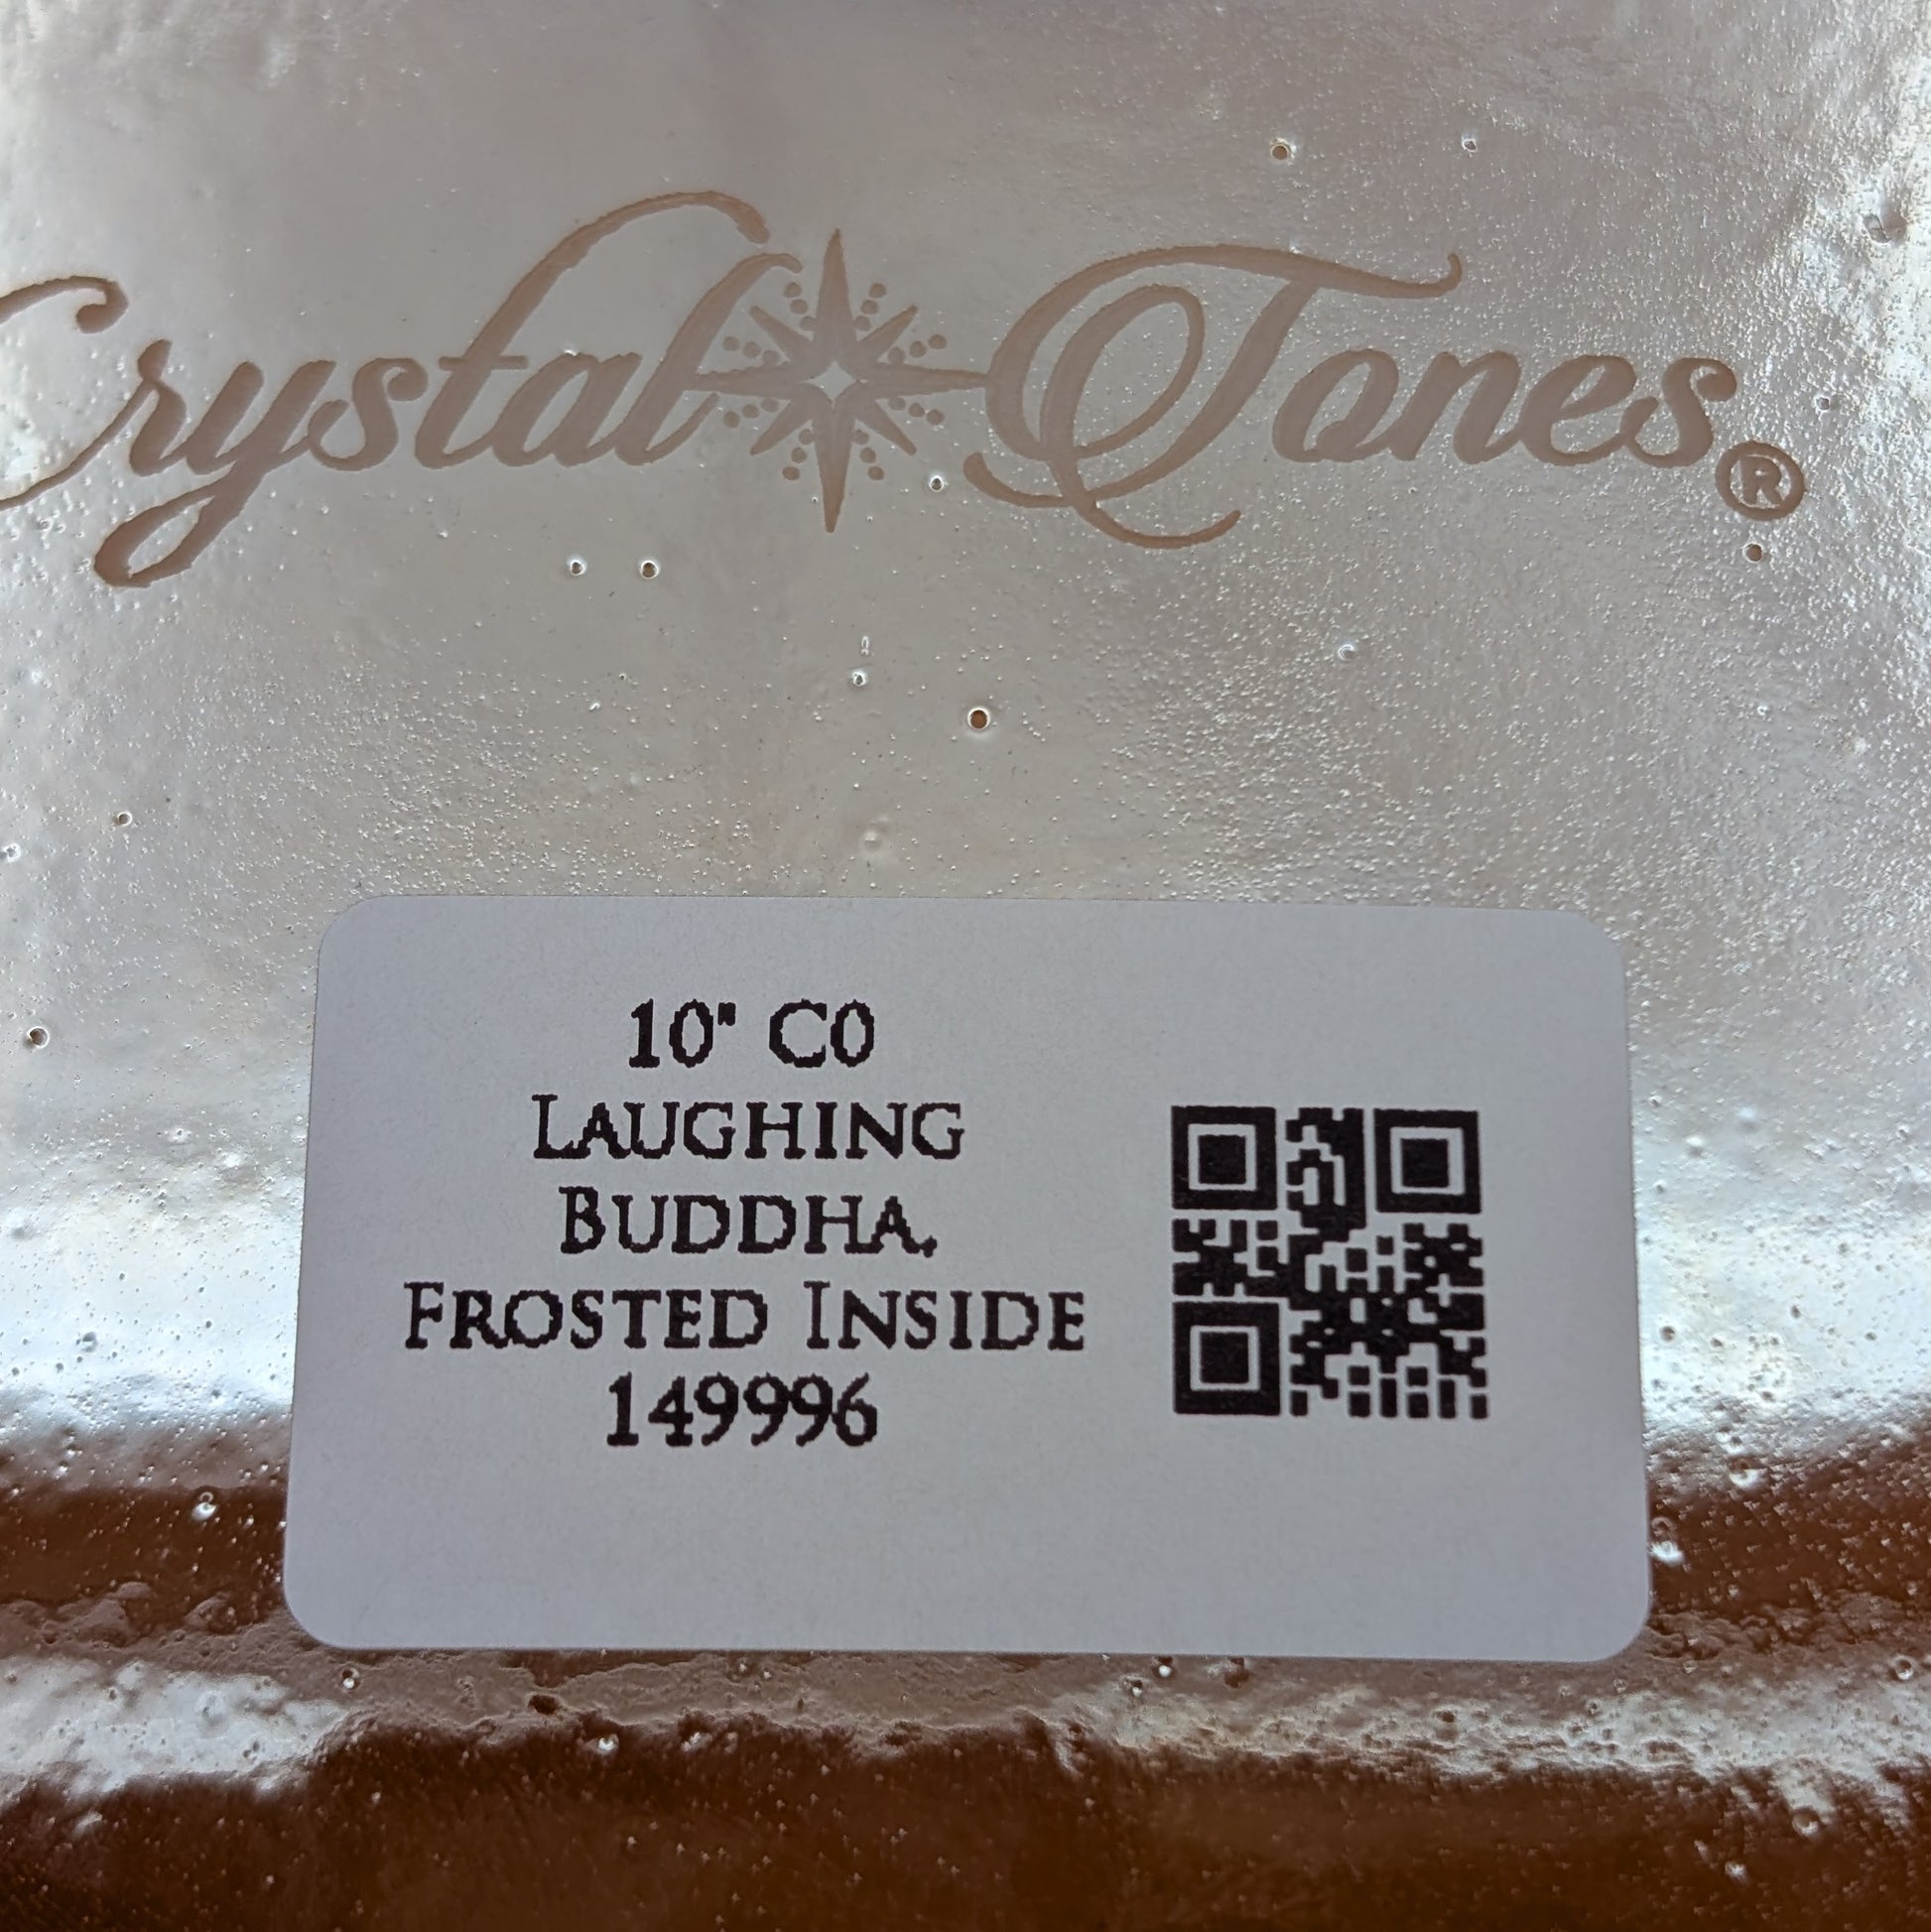 Crystal Tones®
10" C0
Laughing
Buddha,
Frosted Inside
149996